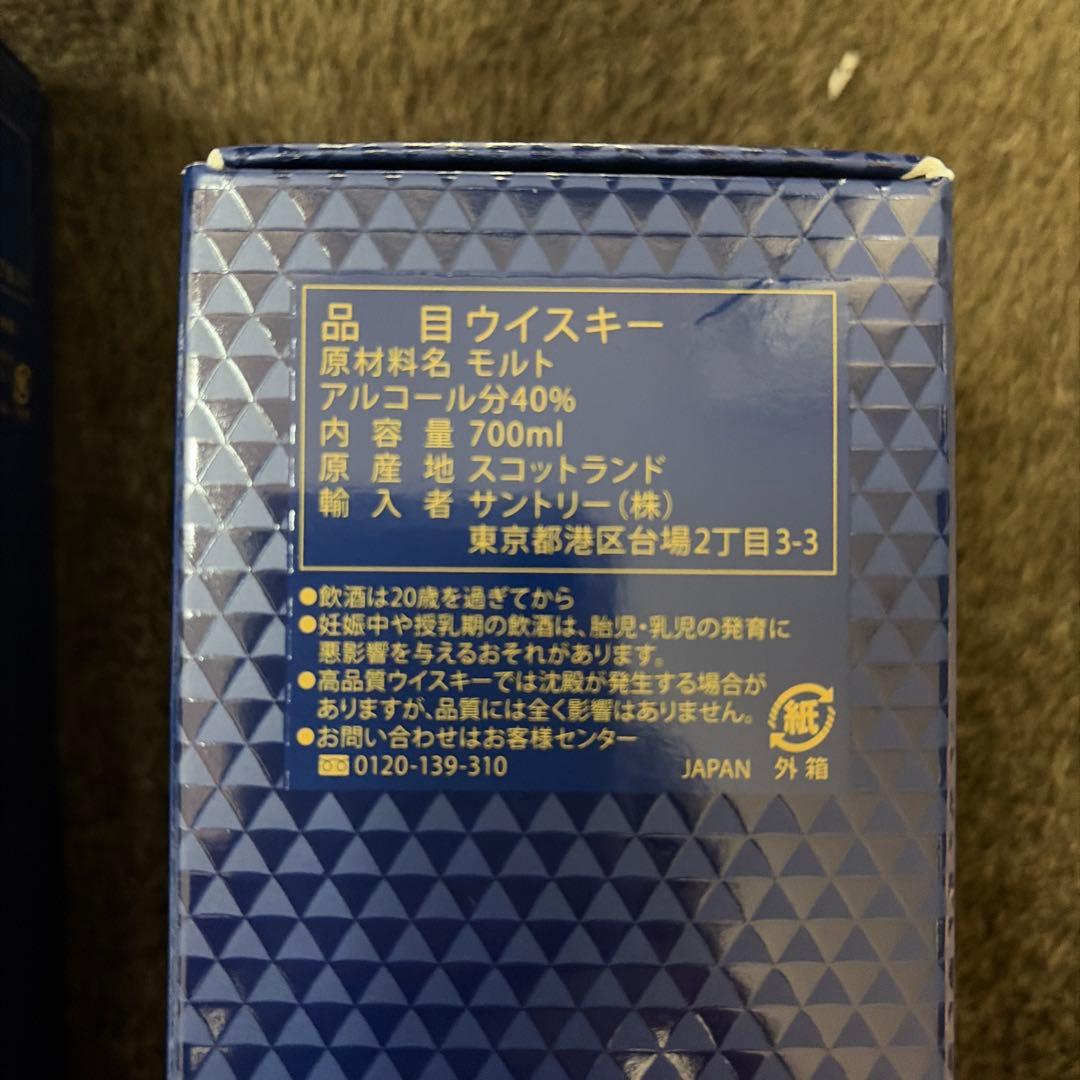 品 目 ウイスキー
原材料名 モルト
アルコール分40%
内容量 700ml
原産地 スコットランド
輸入者 サントリー(株)
東京都港区台場2丁目3-3
●飲酒は20歳を過ぎてから
●妊娠中や授乳期の飲酒は、胎児・乳児の発育に
悪影響を与えるおそれがあります。
●高品質ウイスキーでは沈殿が発生する場合が
ありますが、品質には全く影響はありません。
●お問い合わせはお客様センター
0120-139-310
紙
JAPAN 外箱